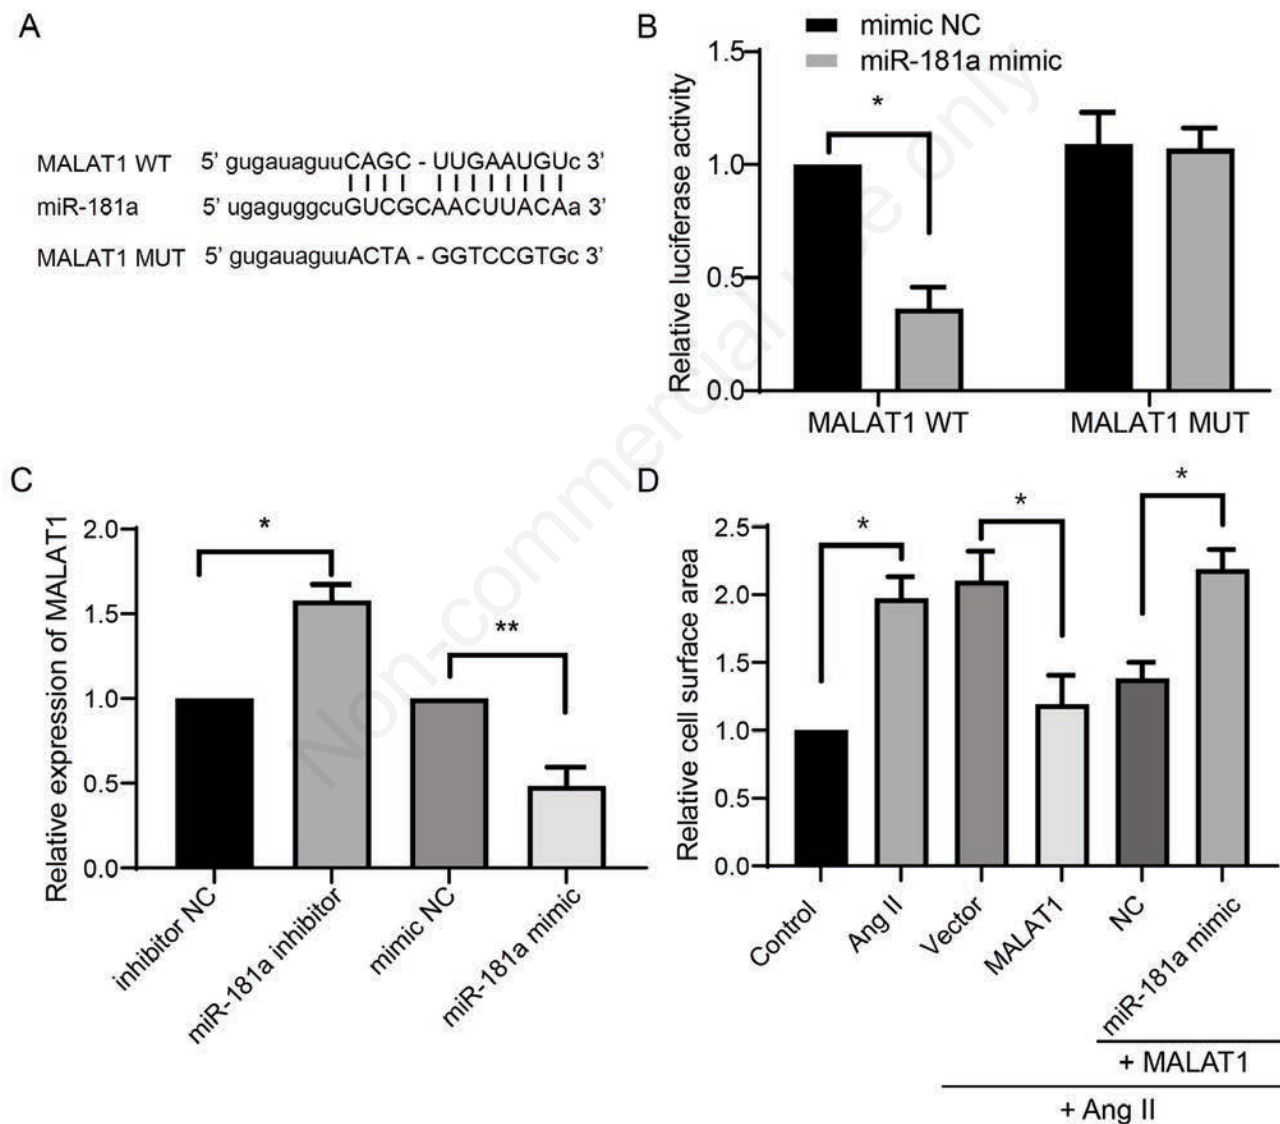 A
MALAT1 WT 5' gugauaguuCAGC - UUGAAUGUc 3'
miR-181a 5' ugaguggcuGUCGCAACUUACAa 3'
MALAT1 MUT 5' gugauaguuACTA - GGTCCGTGc 3'
B
mimic NC
miR-181a mimic
Relative luciferase activity
1.5
1.0
0.5
0.0
*
MALAT1 WT
MALAT1 MUT
C
Relative expression of MALAT1
2.0
1.5
1.0
0.5
0.0
*
**
inhibitor NC
miR-181a inhibitor
mimic NC
miR-181a mimic
D
Relative cell surface area
2.5
2.0
1.5
1.0
0.5
0.0
*
*
*
Control
Ang II
Vector
MALAT1
NC
miR-181a mimic
+ MALAT1
+ Ang II
Non-commercial use only